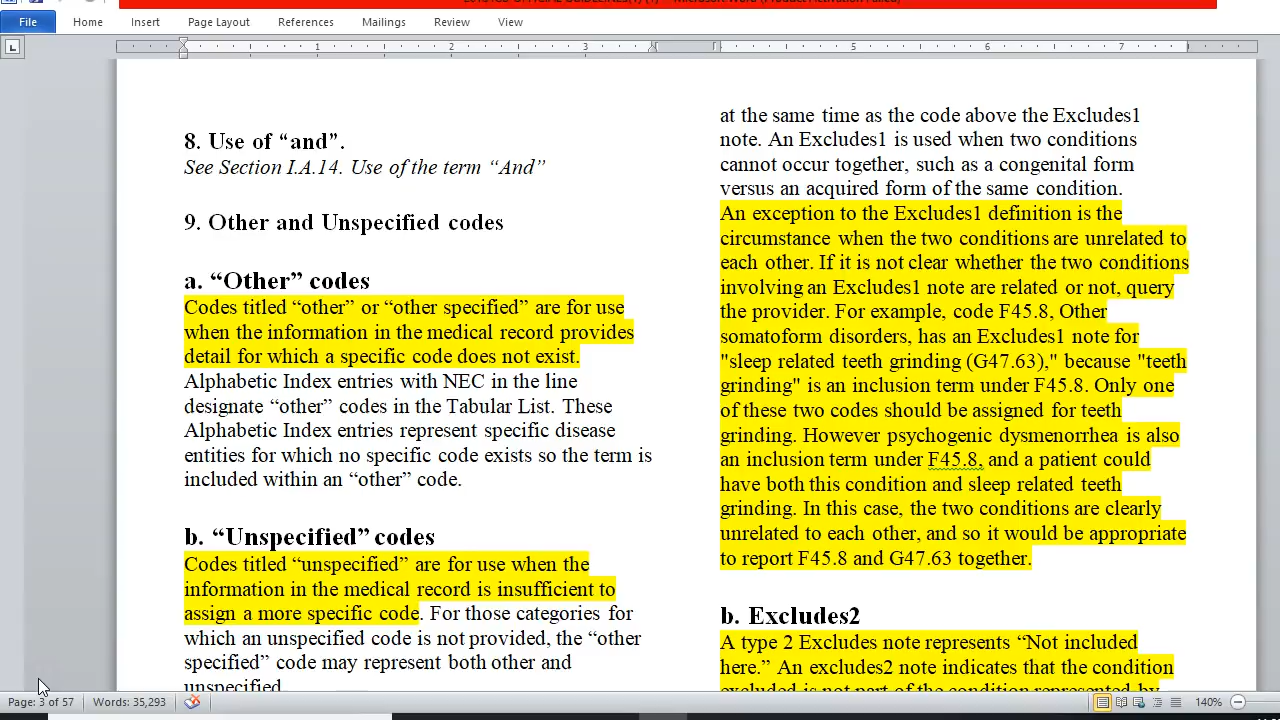 File Home Insert Page Layout References Mailings Review View
1 2 3 5 6 7
8. Use of “and”.
See Section I.A.14. Use of the term “And”
9. Other and Unspecified codes
a. “Other” codes
Codes titled “other” or “other specified” are for use
when the information in the medical record provides
detail for which a specific code does not exist.
Alphabetic Index entries with NEC in the line
designate “other” codes in the Tabular List. These
Alphabetic Index entries represent specific disease
entities for which no specific code exists so the term is
included within an “other” code.
b. “Unspecified” codes
Codes titled “unspecified” are for use when the
information in the medical record is insufficient to
assign a more specific code. For those categories for
which an unspecified code is not provided, the “other
specified” code may represent both other and
unspecified.
at the same time as the code above the Excludes1
note. An Excludes1 is used when two conditions
cannot occur together, such as a congenital form
versus an acquired form of the same condition.
An exception to the Excludes1 definition is the
circumstance when the two conditions are unrelated to
each other. If it is not clear whether the two conditions
involving an Excludes1 note are related or not, query
the provider. For example, code F45.8, Other
somatoform disorders, has an Excludes1 note for
"sleep related teeth grinding (G47.63)," because "teeth
grinding" is an inclusion term under F45.8. Only one
of these two codes should be assigned for teeth
grinding. However psychogenic dysmenorrhea is also
an inclusion term under F45.8, and a patient could
have both this condition and sleep related teeth
grinding. In this case, the two conditions are clearly
unrelated to each other, and so it would be appropriate
to report F45.8 and G47.63 together.
b. Excludes2
A type 2 Excludes note represents “Not included
here.” An excludes2 note indicates that the condition
excluded is not part of the condition represented by
Page: 3 of 57 Words: 35,293 140%